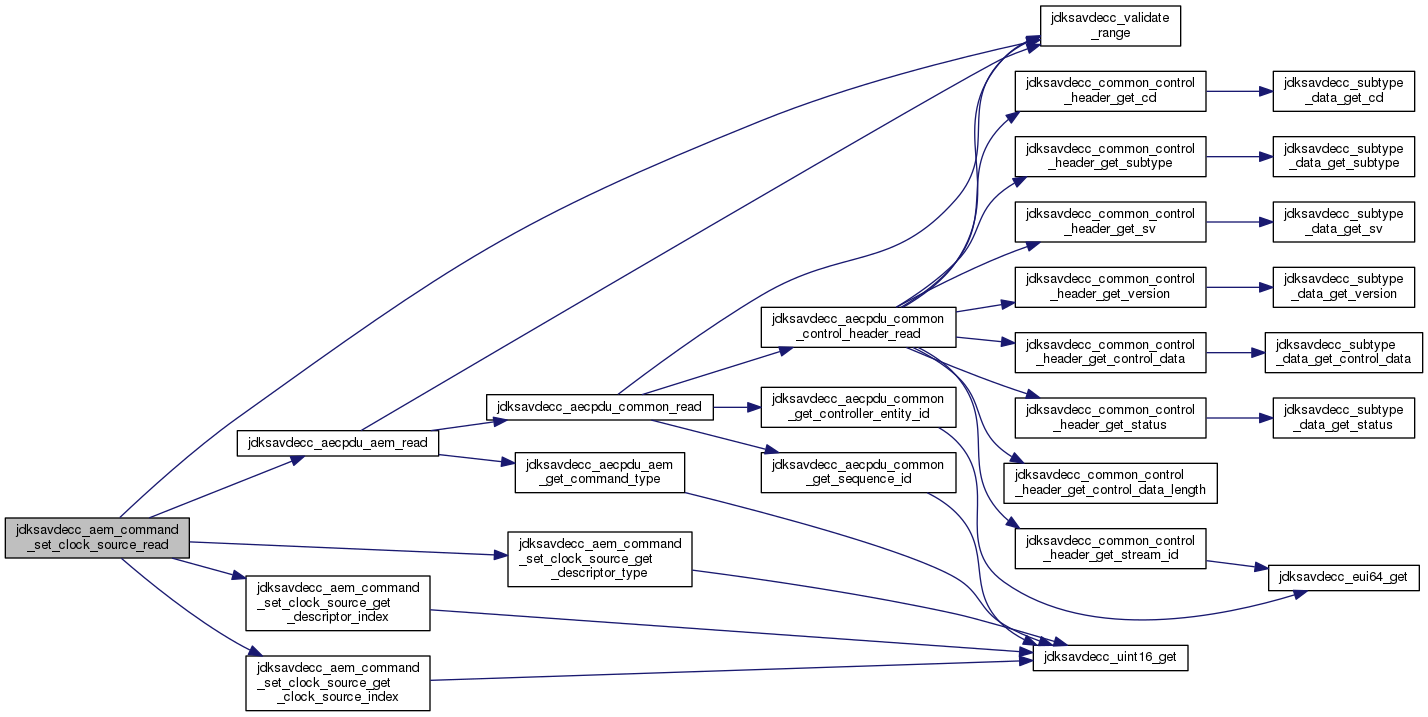 jdksavdecc_aem_command
_set_clock_source_read
jdksavdecc_aecpdu_aem_read
jdksavdecc_aem_command
_set_clock_source_get
_descriptor_index
jdksavdecc_aem_command
_set_clock_source_get
_clock_source_index
jdksavdecc_aecpdu_common_read
jdksavdecc_aecpdu_aem
_get_command_type
jdksavdecc_aem_command
_set_clock_source_get
_descriptor_type
jdksavdecc_aecpdu_common
_control_header_read
jdksavdecc_aecpdu_common
_get_controller_entity_id
jdksavdecc_aecpdu_common
_get_sequence_id
jdksavdecc_validate
_range
jdksavdecc_common_control
_header_get_cd
jdksavdecc_common_control
_header_get_subtype
jdksavdecc_common_control
_header_get_sv
jdksavdecc_common_control
_header_get_version
jdksavdecc_common_control
_header_get_control_data
jdksavdecc_common_control
_header_get_status
jdksavdecc_common_control
_header_get_control_data_length
jdksavdecc_common_control
_header_get_stream_id
jdksavdecc_uint16_get
jdksavdecc_subtype
_data_get_cd
jdksavdecc_subtype
_data_get_subtype
jdksavdecc_subtype
_data_get_sv
jdksavdecc_subtype
_data_get_version
jdksavdecc_subtype
_data_get_control_data
jdksavdecc_subtype
_data_get_status
jdksavdecc_eui64_get